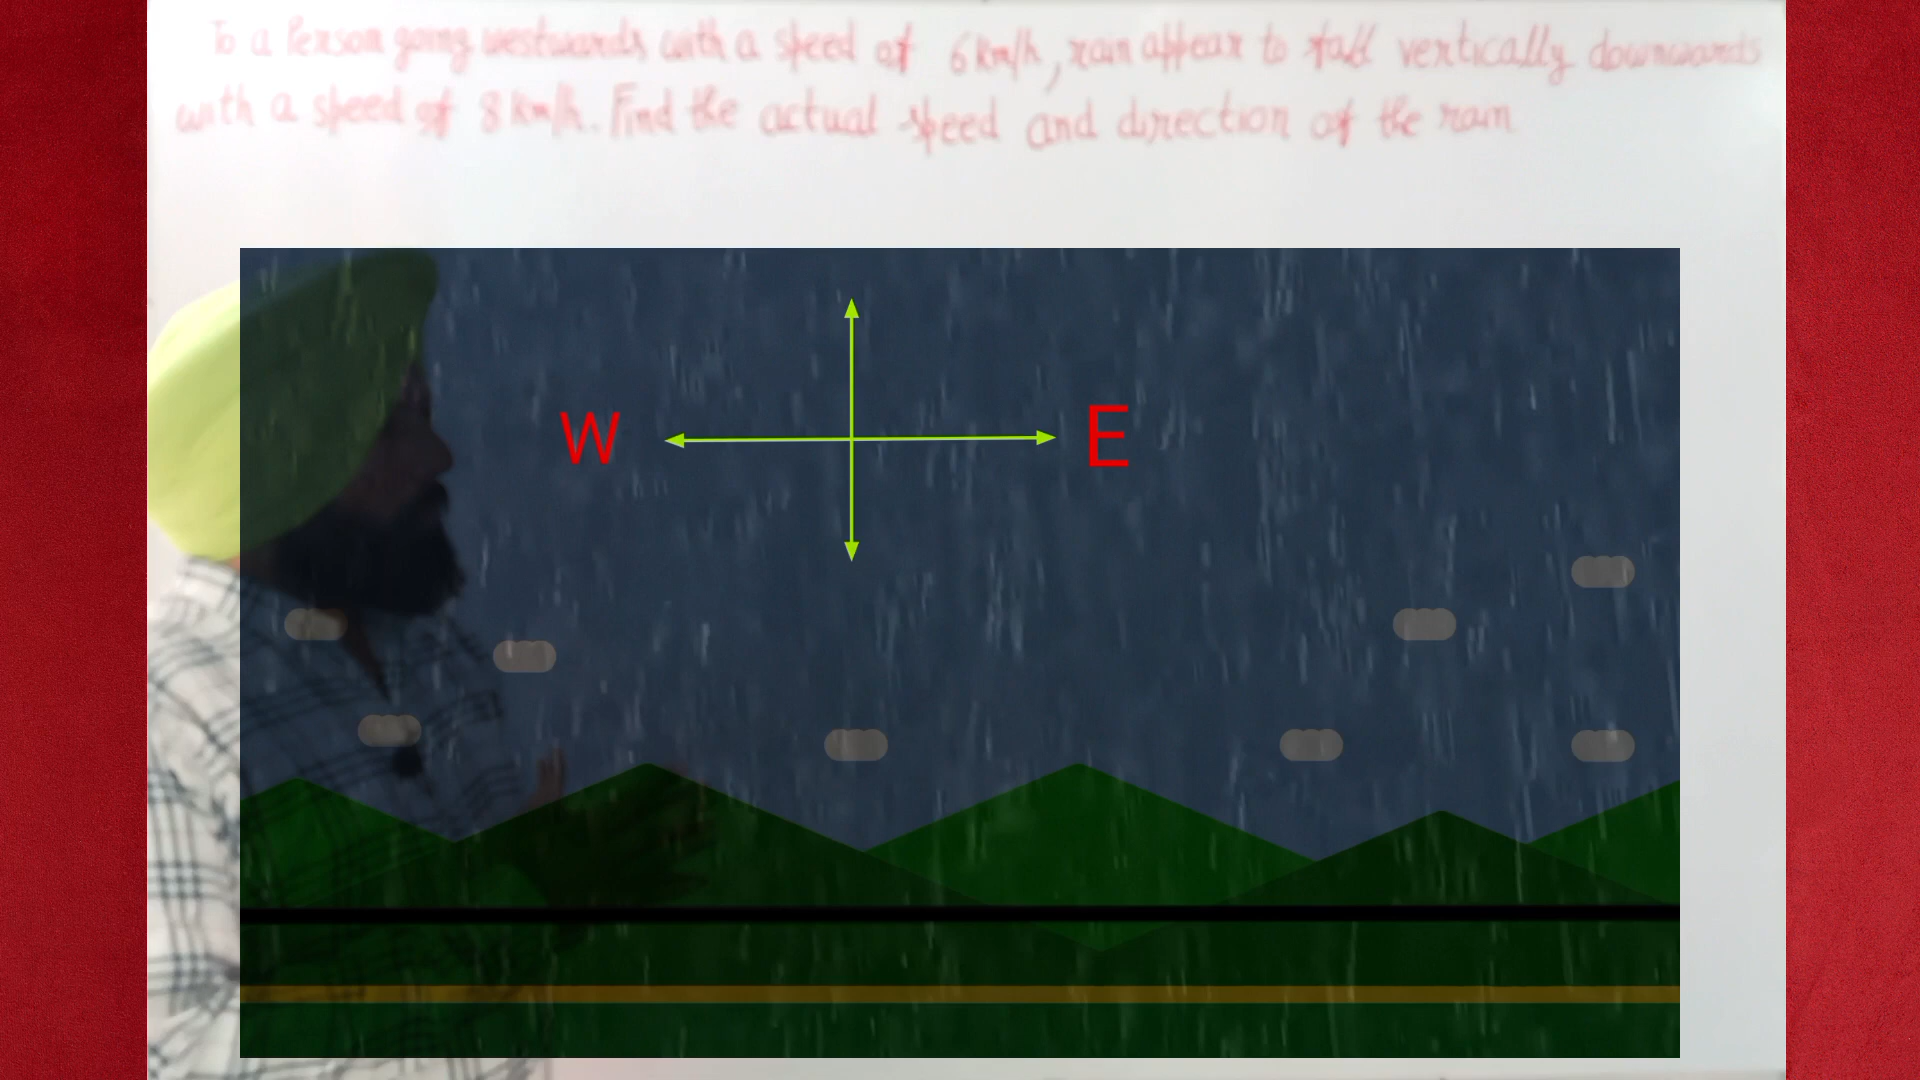 To a Person going westwards with a speed of 6 km/h, rain appear to fall vertically downwards
with a speed of 8 km/h. Find the actual speed and direction of the rain
W E